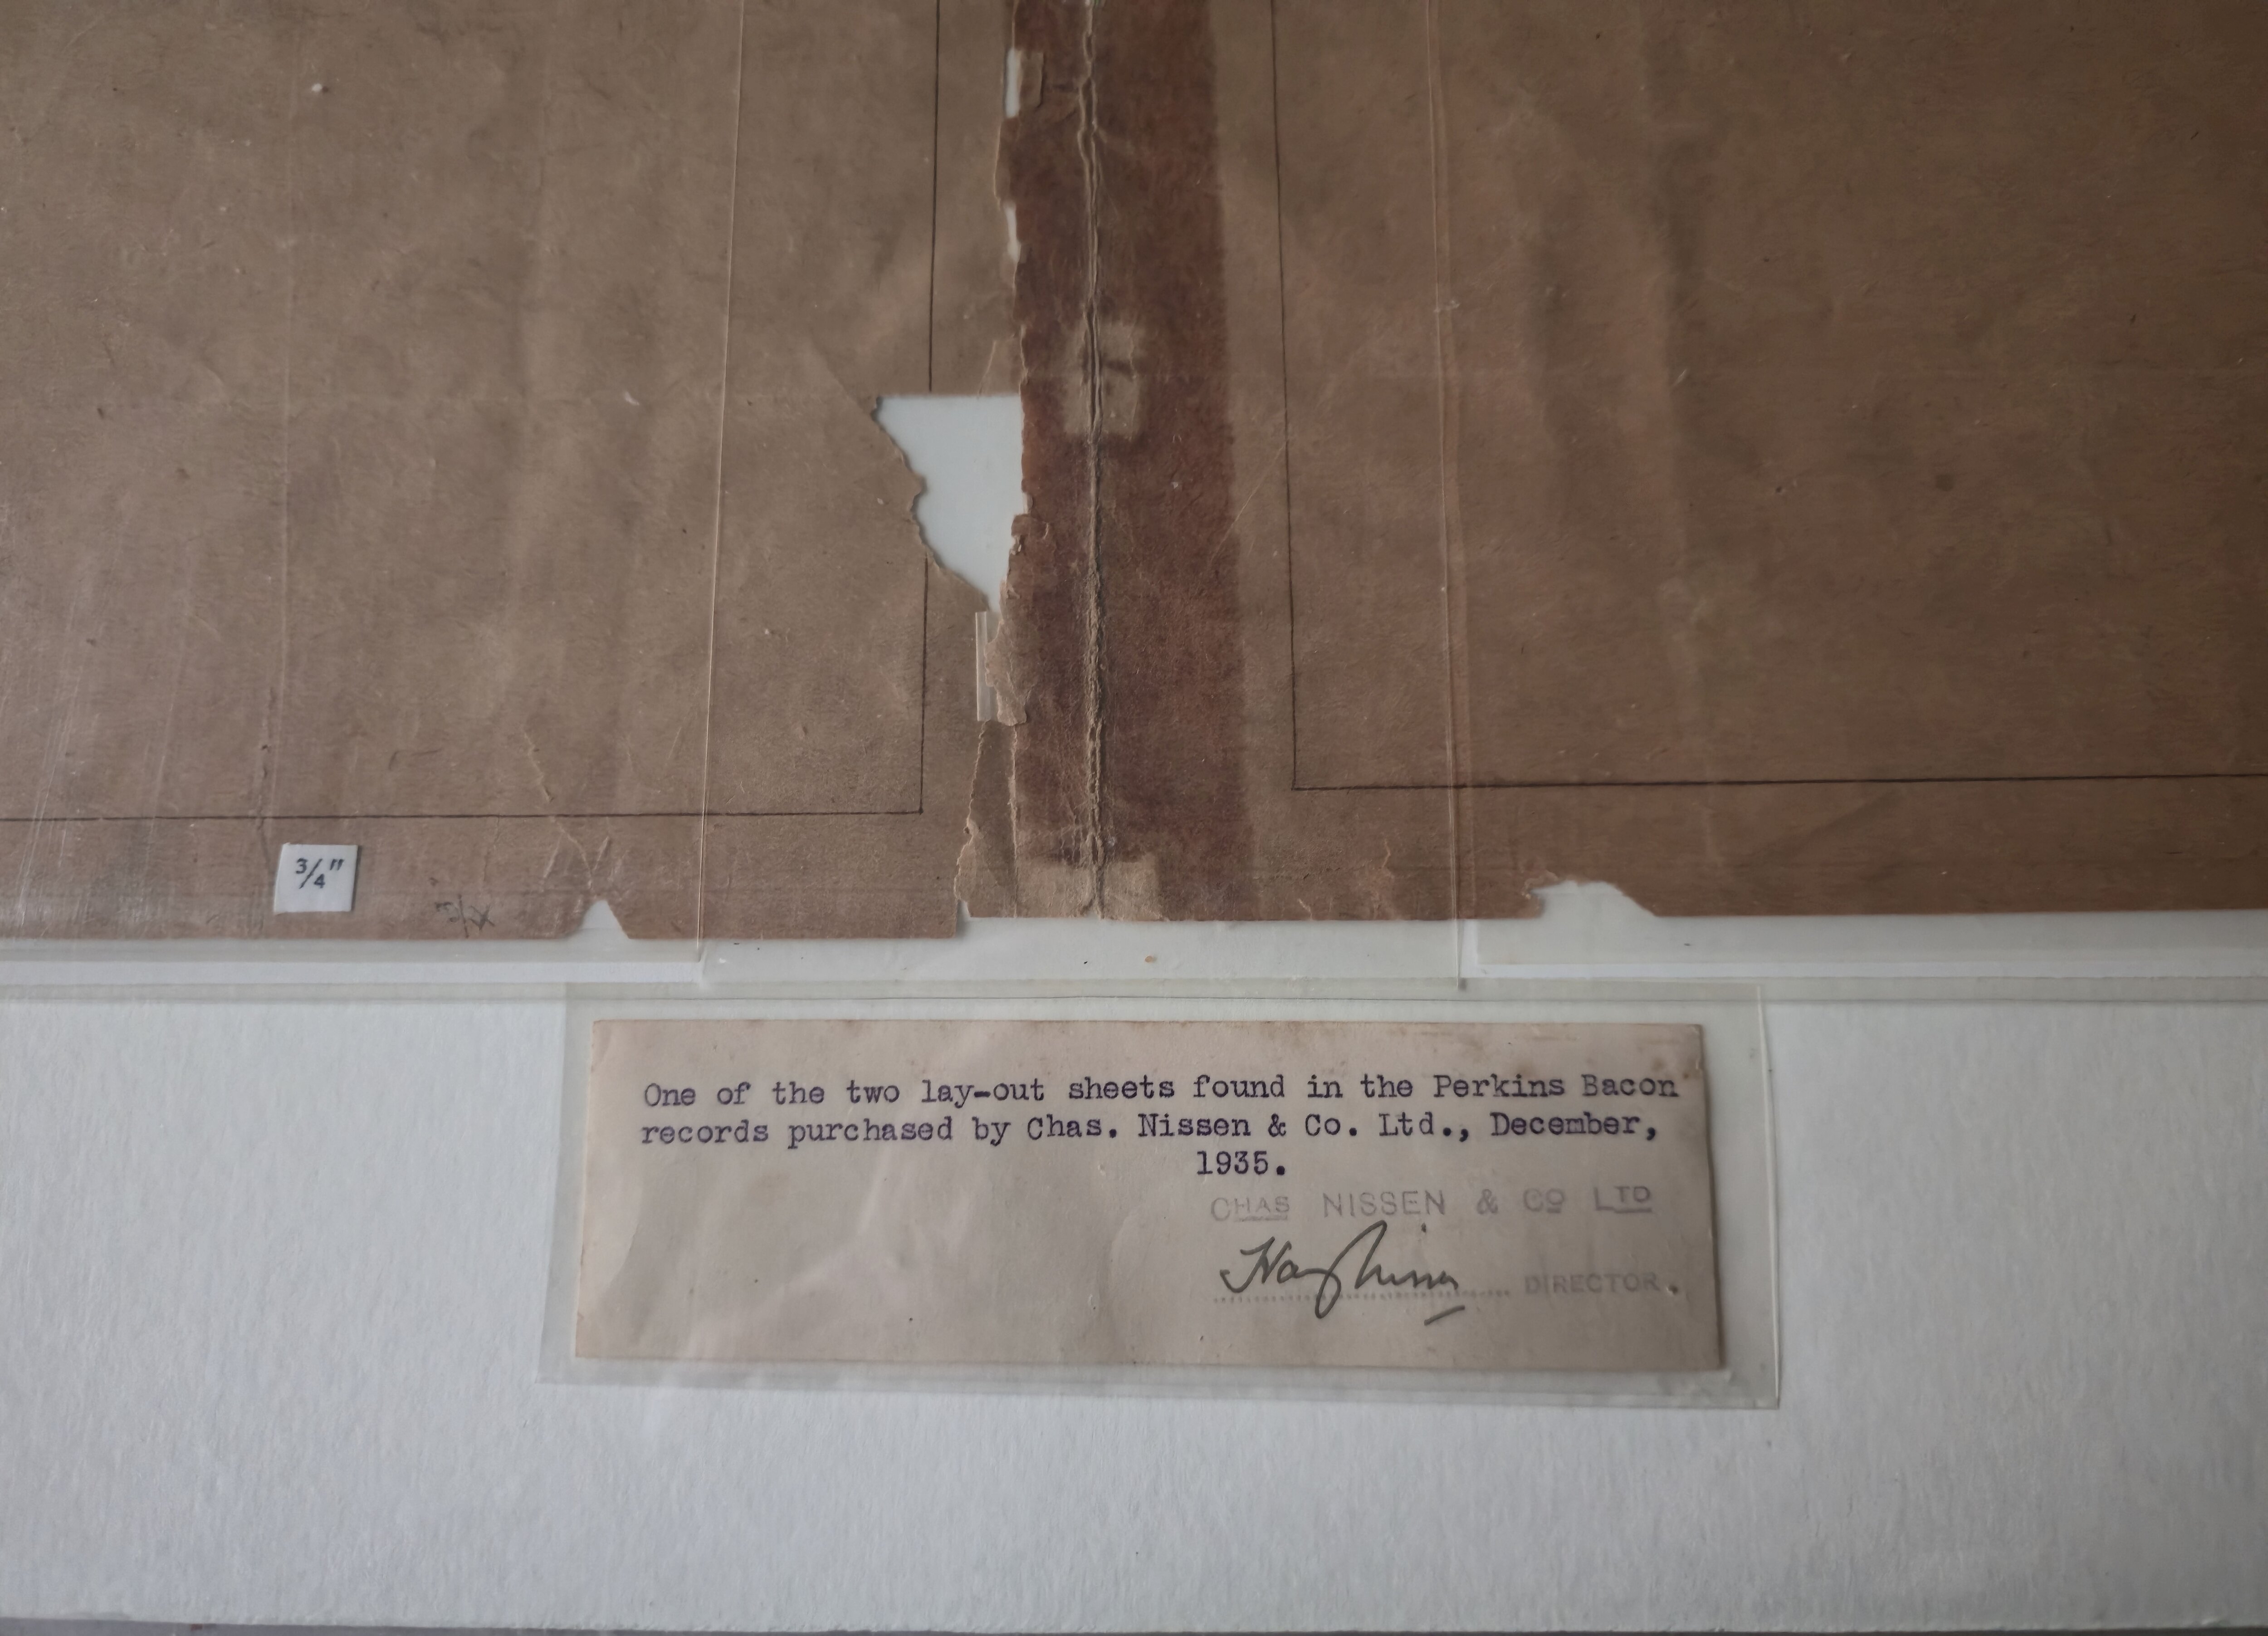 3/4"
One of the two lay-out sheets found in the Perkins Bacon
records purchased by Chas. Nissen & Co. Ltd., December,
1935.
CHAS NISSEN & CO LTD
DIRECTOR.